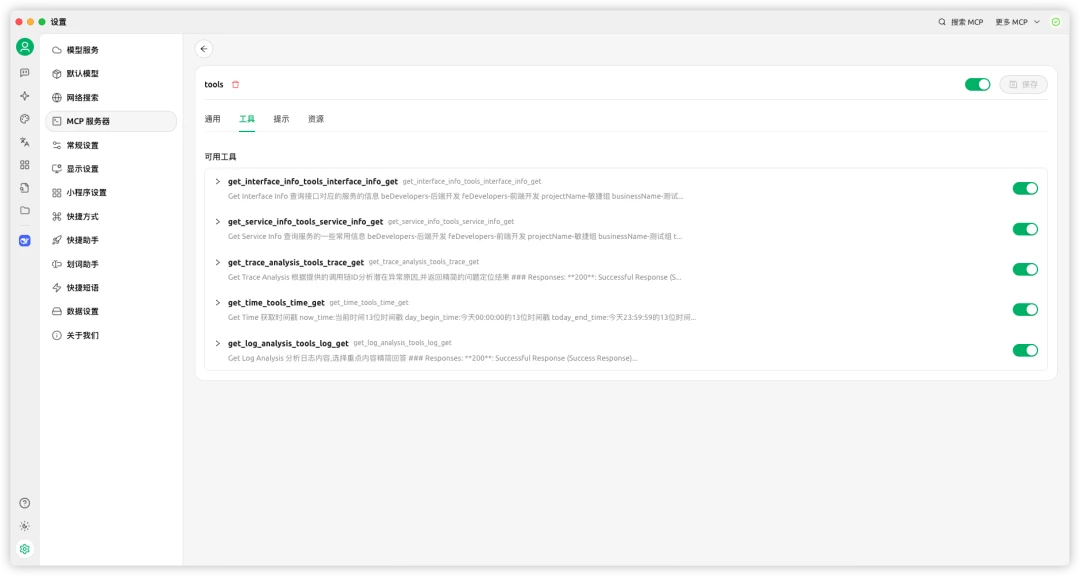 设置
搜索 MCP
更多 MCP
模型服务
默认模型
网络搜索
MCP 服务器
常规设置
显示设置
小程序设置
快捷方式
快捷助手
划词助手
快捷短语
数据设置
关于我们
tools
保存
通用 工具 提示 资源
可用工具
get_interface_info_tools_interface_info_get get_interface_info_tools_interface_info_get
Get Interface Info 查询接口对应的服务的信息 beDevelopers-后端开发 feDevelopers-前端开发 projectName-敏捷组 businessName-测试...
get_service_info_tools_service_info_get get_service_info_tools_service_info_get
Get Service Info 查询服务的一些常用信息 beDevelopers-后端开发 feDevelopers-前端开发 projectName-敏捷组 businessName-测试组 t...
get_trace_analysis_tools_trace_get get_trace_analysis_tools_trace_get
Get Trace Analysis 根据提供的调用链ID分析潜在异常原因,并返回精简的问题定位结果 ### Responses: **200**: Successful Response (S...
get_time_tools_time_get get_time_tools_time_get
Get Time 获取时间戳 now_time:当前时间13位时间戳 day_begin_time:今天00:00:00的13位时间戳 today_end_time:今天23:59:59的13位时间...
get_log_analysis_tools_log_get get_log_analysis_tools_log_get
Get Log Analysis 分析日志内容,选择重点内容精简回答 ### Responses: **200**: Successful Response (Success Response)...